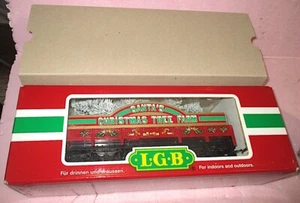 SANTA'S
CHRISTMAS TREE FARM
LGB
Für drinnen und draussen.
For indoors and outdoors.